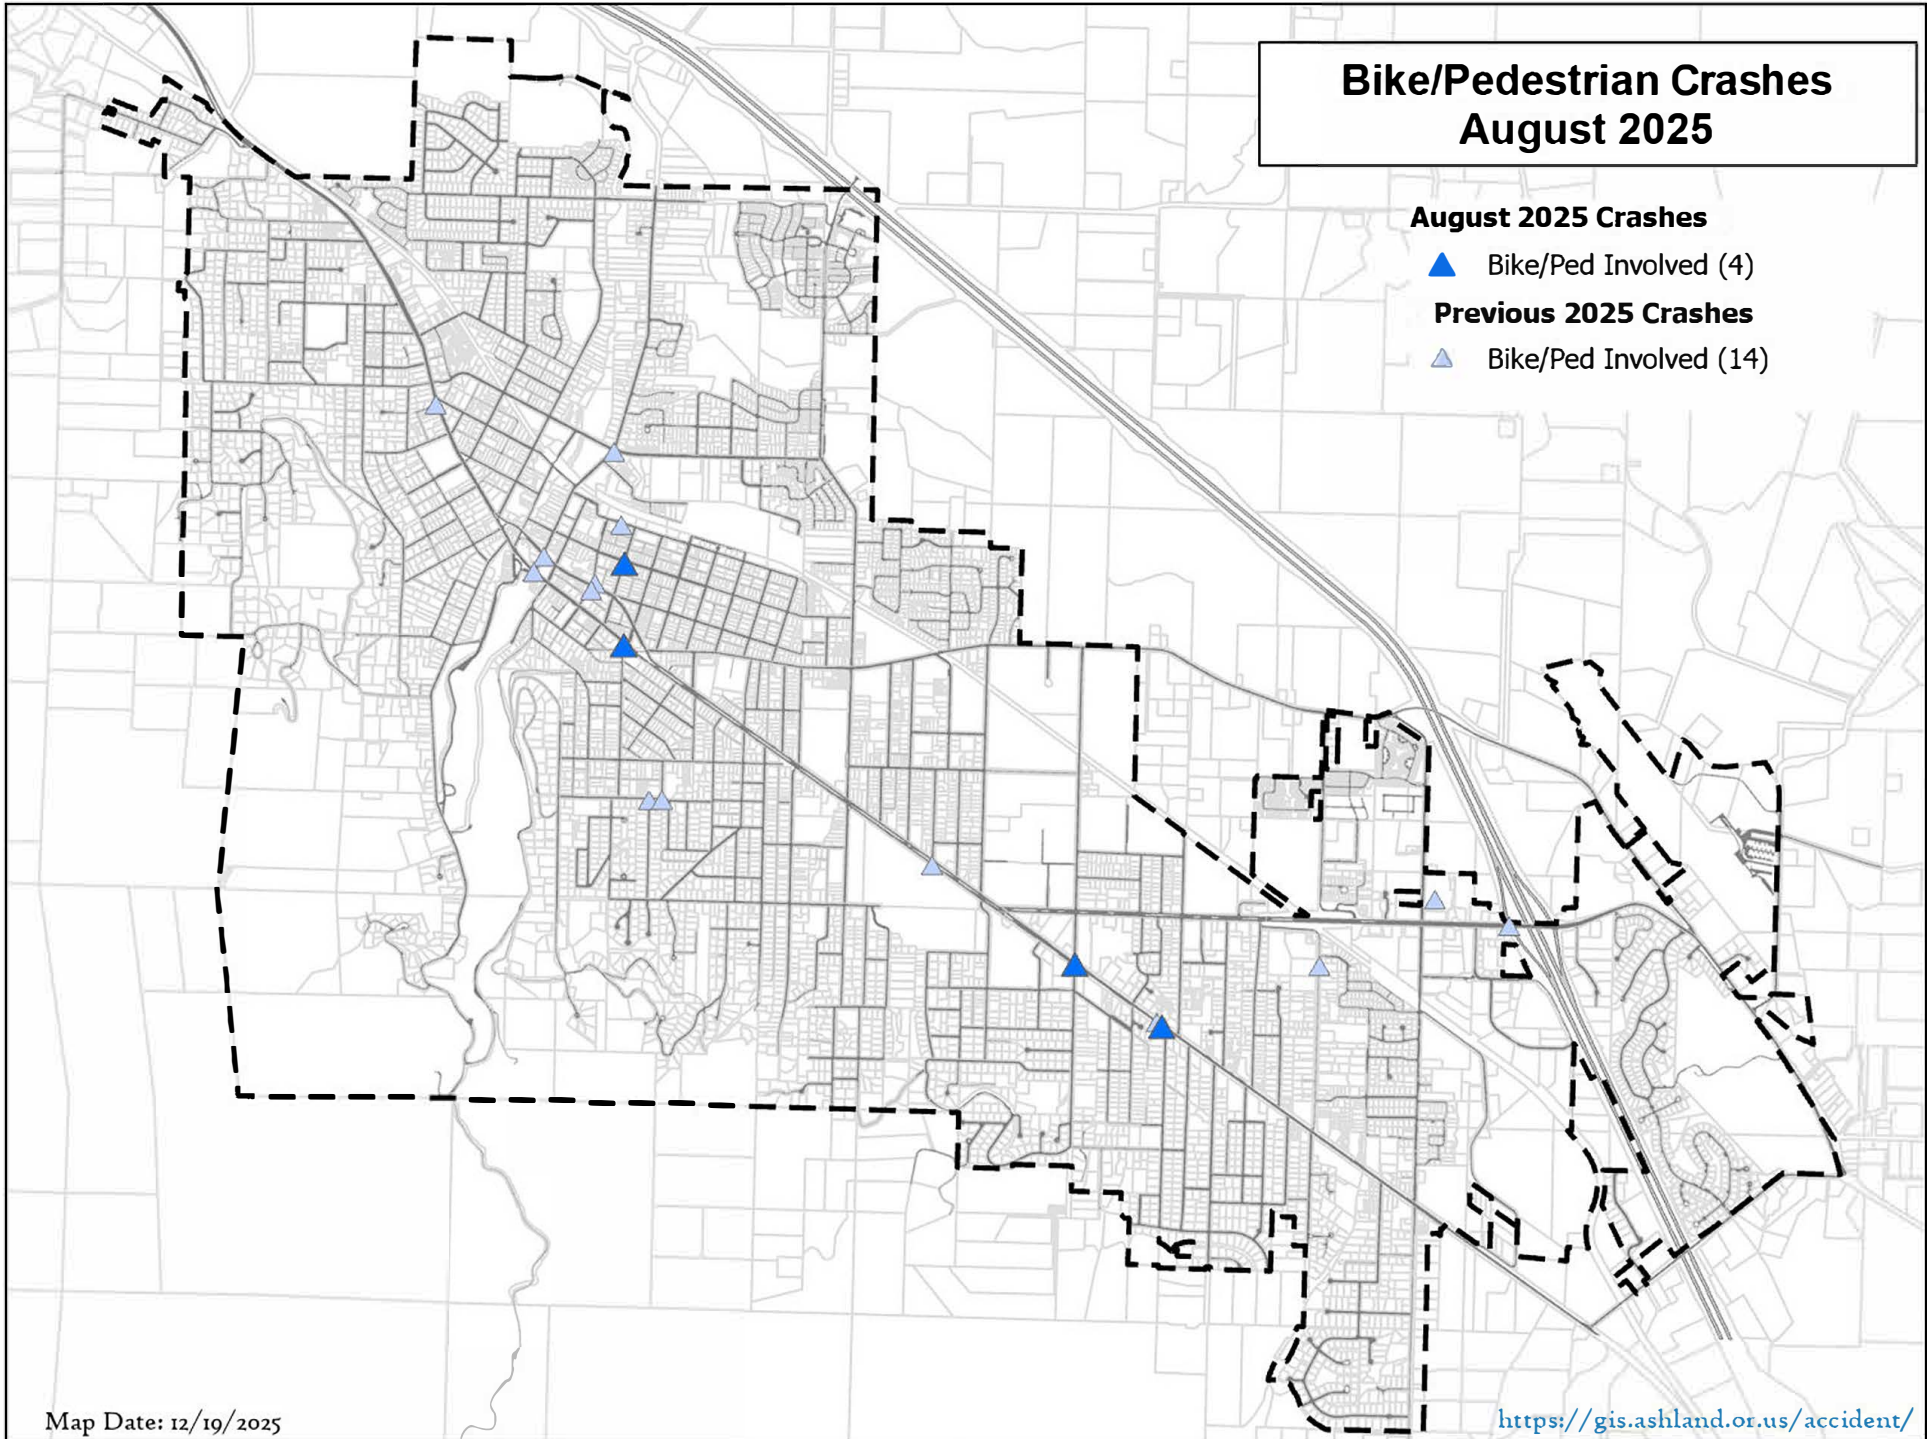 Bike/Pedestrian Crashes
August 2025
August 2025 Crashes
Bike/Ped Involved (4)
Previous 2025 Crashes
Bike/Ped Involved (14)
Map Date: 12/19/2025
https://gis.ashland.or.us/accident/